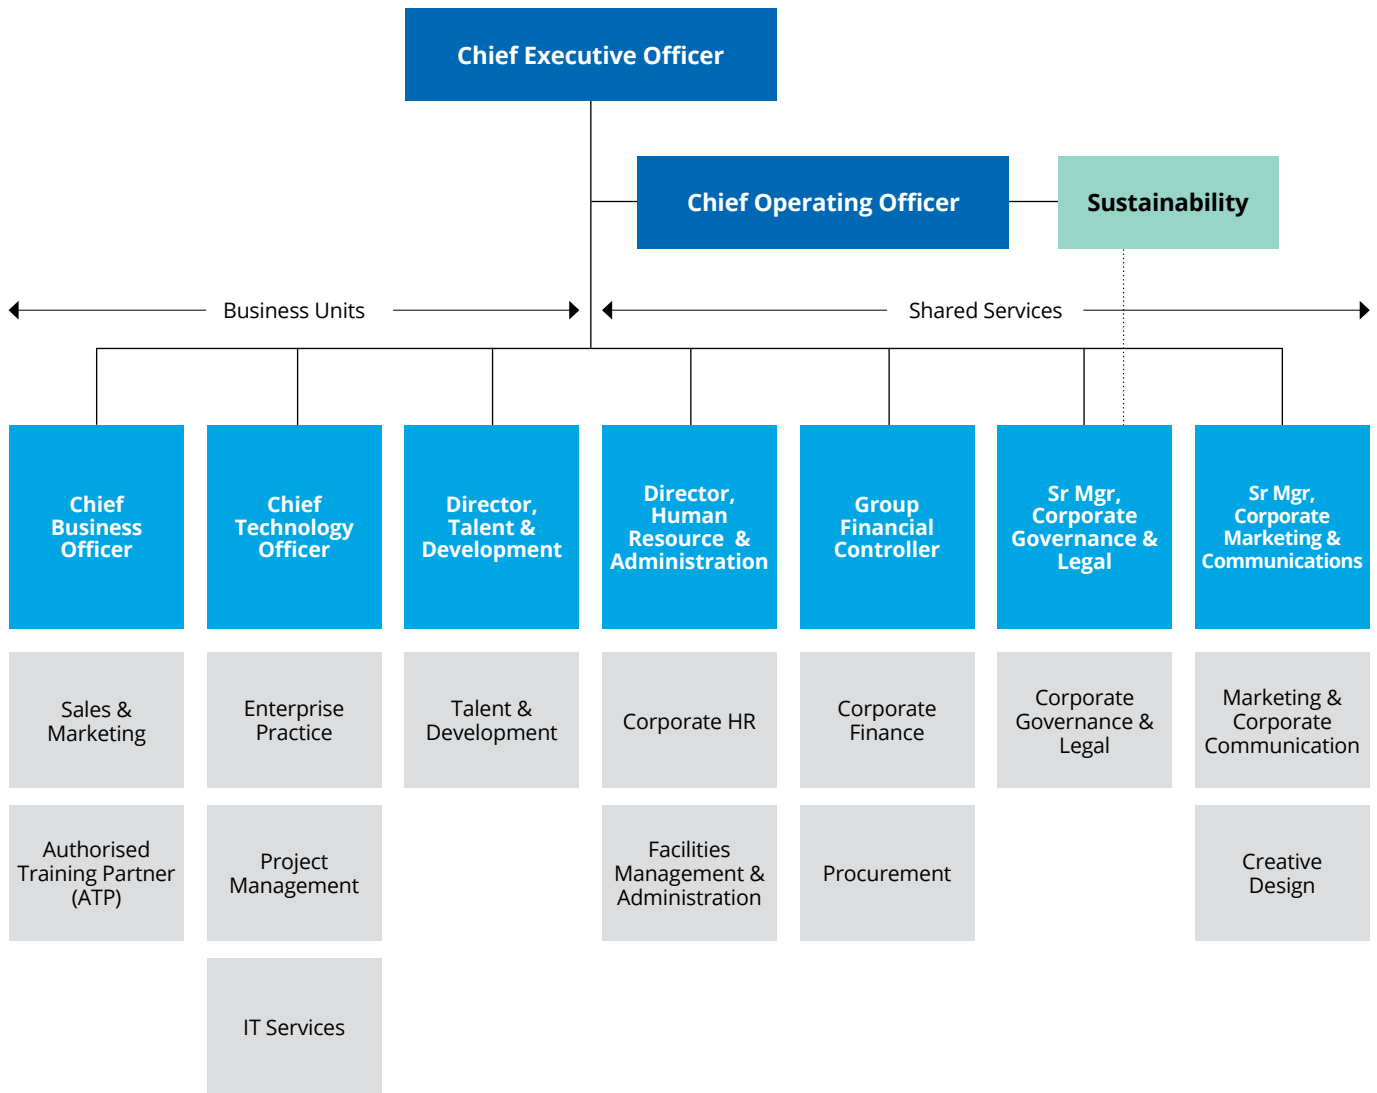 Chief Executive Officer
Chief Operating Officer
Sustainability
Business Units
Shared Services
Chief
Business
Officer
Chief
Technology
Officer
Director,
Talent &
Development
Director,
Human
Resource  &
Administration
Group
Financial
Controller
Sr Mgr,
Corporate
Governance &
Legal
Sr Mgr,
Corporate
Marketing &
Communications
Sales &
Marketing
Enterprise
Practice
Talent &
Development
Corporate HR
Corporate
Finance
Corporate
Governance &
Legal
Marketing &
Corporate
Communication
Authorised
Training Partner
(ATP)
Project
Management
Facilities
Management &
Administration
Procurement
Creative
Design
IT Services